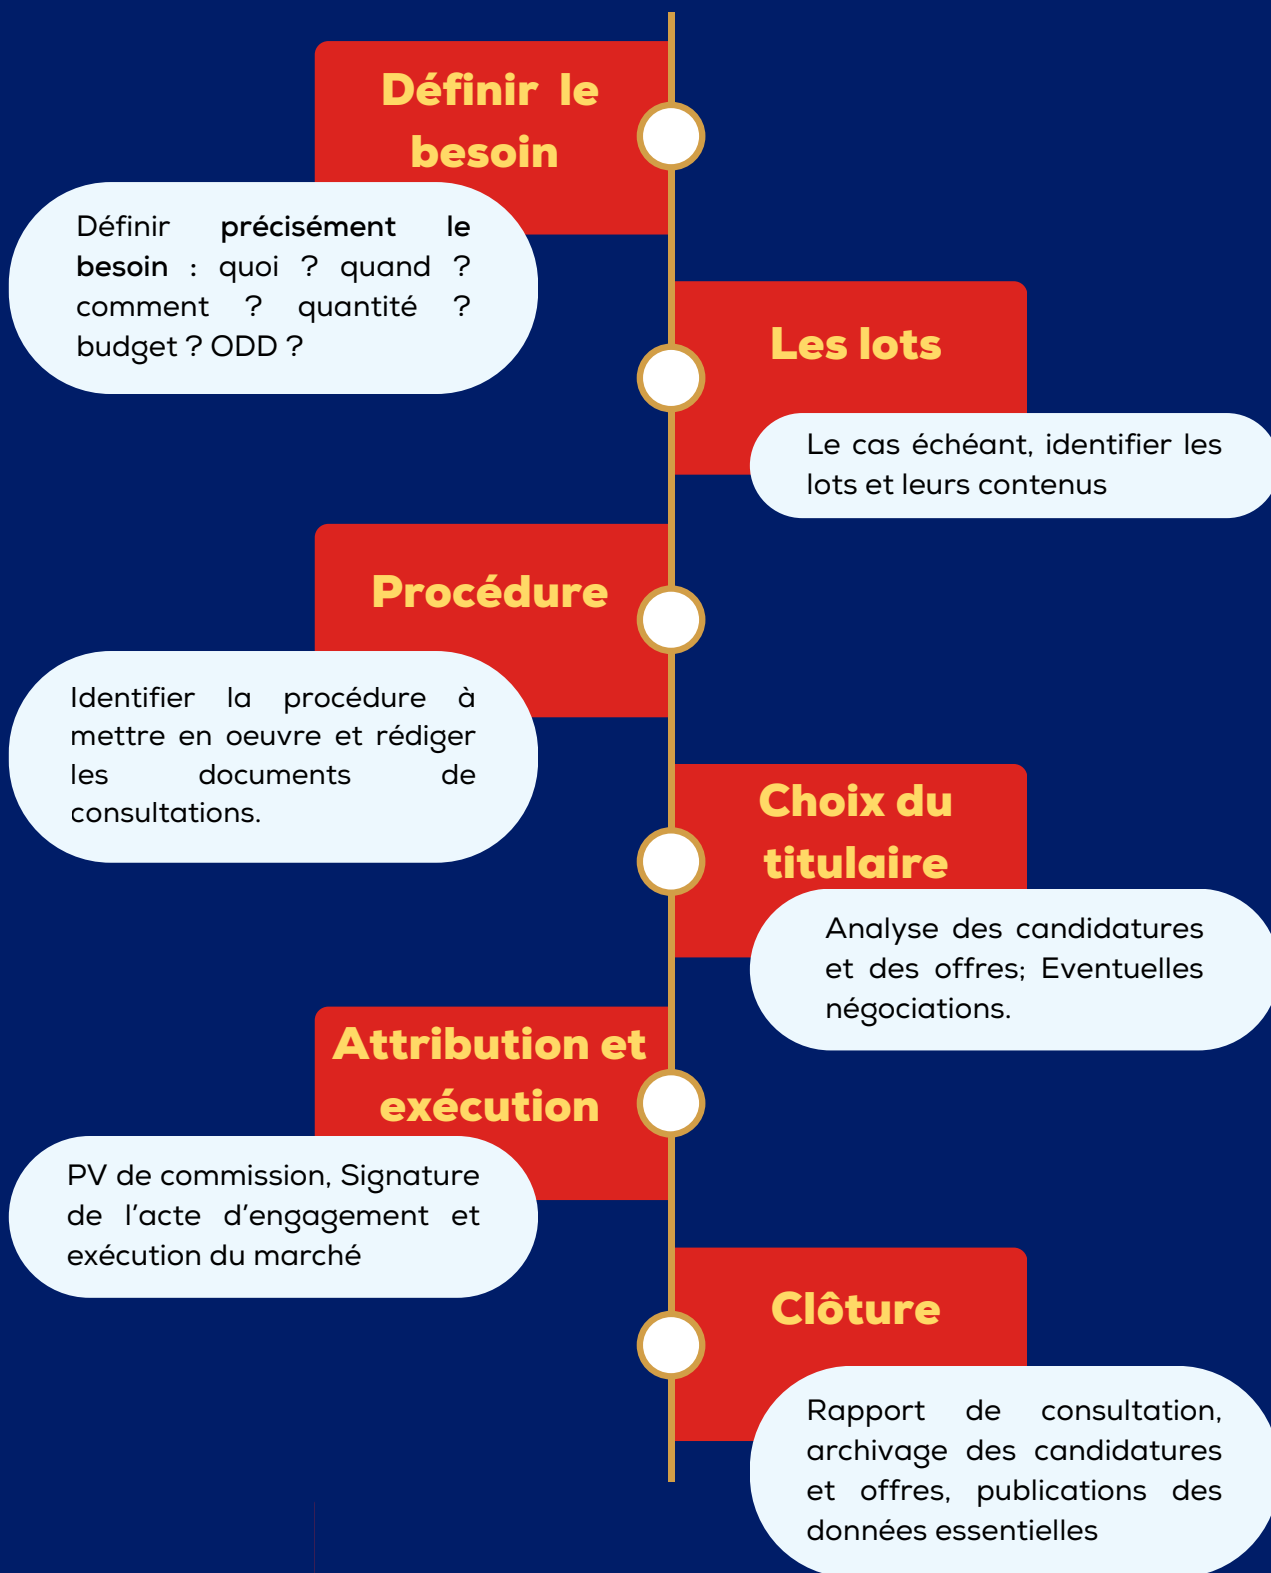 Définir le
besoin
Définir précisément le
besoin : quoi ? quand ?
comment ? quantité ?
budget ? ODD ?
Les lots
Le cas échéant, identifier les
lots et leurs contenus
Procédure
Identifier la procédure à
mettre en oeuvre et rédiger
les documents de
consultations.
Choix du
titulaire
Analyse des candidatures
et des offres; Eventuelles
négociations.
Attribution et
exécution
PV de commission, Signature
de l’acte d’engagement et
exécution du marché
Clôture
Rapport de consultation,
archivage des candidatures
et offres, publications des
données essentielles